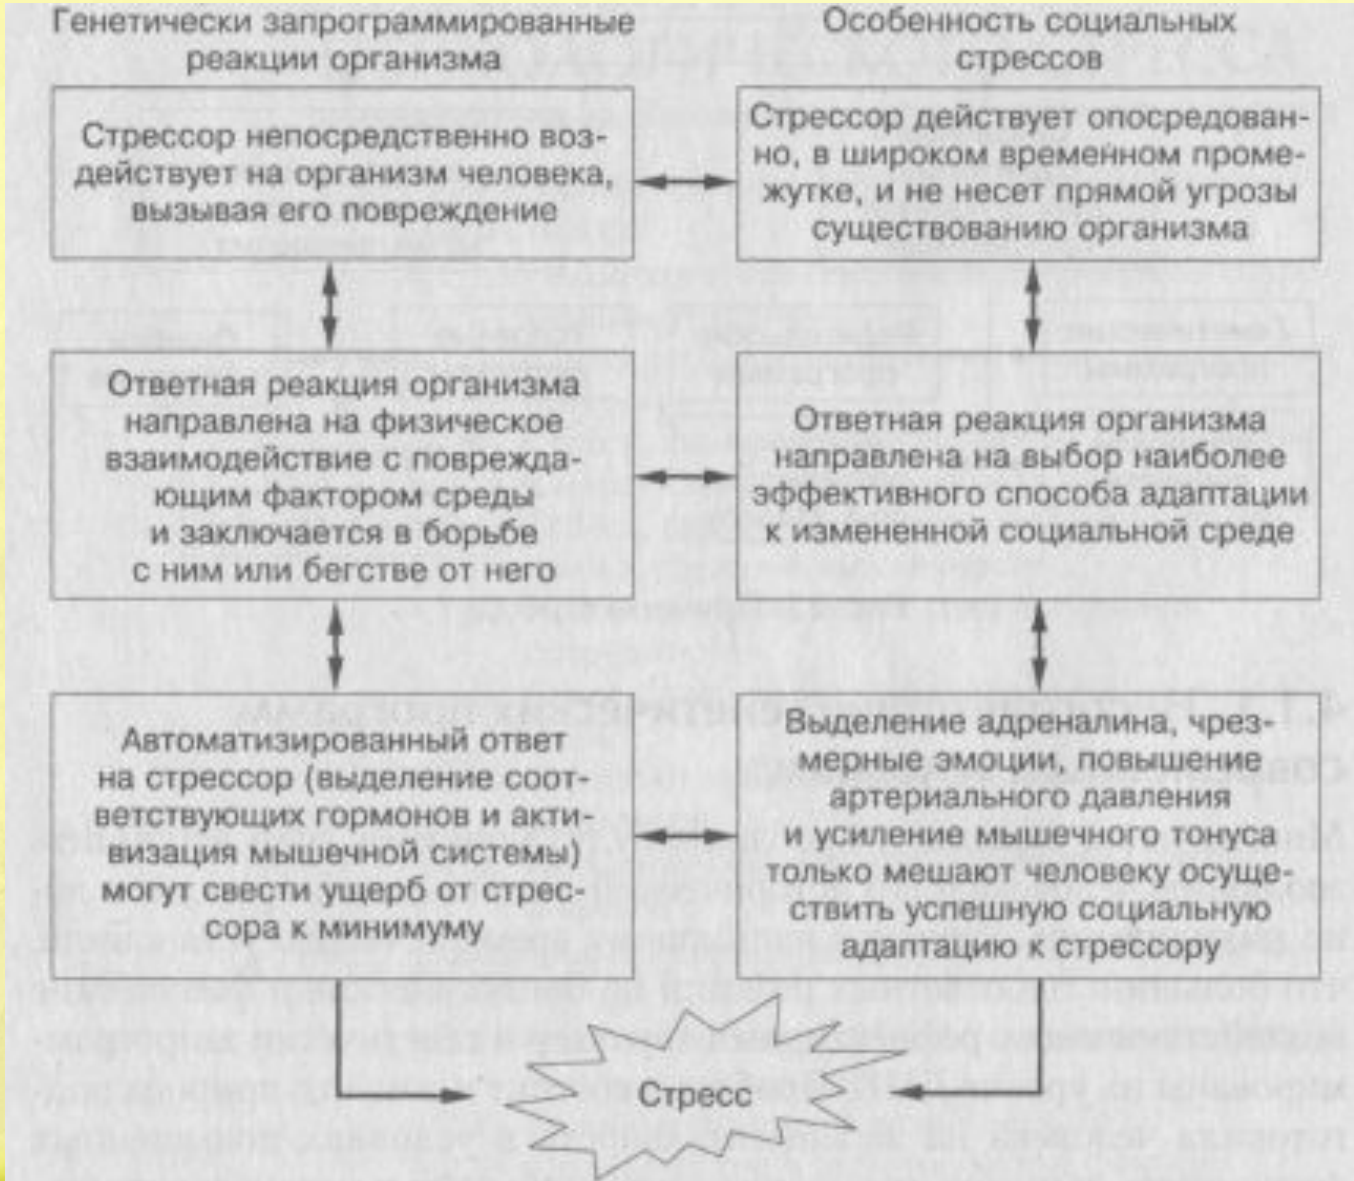 Генетически запрограммированные
реакции организма
Особенность социальных
стрессов
Стрессор непосредственно воз-
действует на организм человека,
вызывая его повреждение
Стрессор действует опосредован-
но, в широком временном проме-
жутке, и не несет прямой угрозы
существованию организма
Ответная реакция организма
направлена на физическое
взаимодействие с поврежда-
ющим фактором среды
и заключается в борьбе
с ним или бегстве от него
Ответная реакция организма
направлена на выбор наиболее
эффективного способа адаптации
к измененной социальной среде
Автоматизированный ответ
на стрессор (выделение соот-
ветствующих гормонов и акти-
визация мышечной системы)
могут свести ущерб от стрес-
сора к минимуму
Выделение адреналина, чрез-
мерные эмоции, повышение
артериального давления
и усиление мышечного тонуса
только мешают человеку осуще-
ствить успешную социальную
адаптацию к стрессору
Стресс